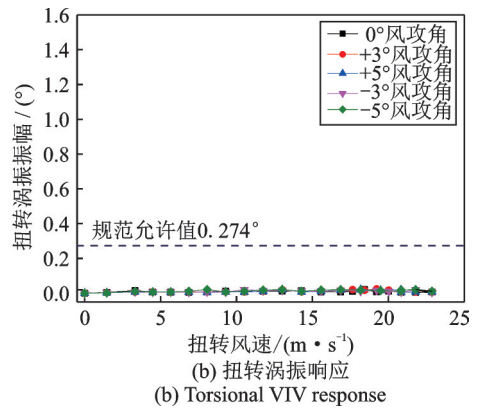 1.6
1.4
1.2
1.0
0.8
0.6
0.4
0.2
0.0
扭转涡振振幅/(°)
0°风攻角
+3°风攻角
+5°风攻角
-3°风攻角
-5°风攻角
规范允许值0.274°
0 5 10 15 20 25
扭转风速/(m·s⁻¹)
(b) 扭转涡振响应
(b) Torsional VIV response